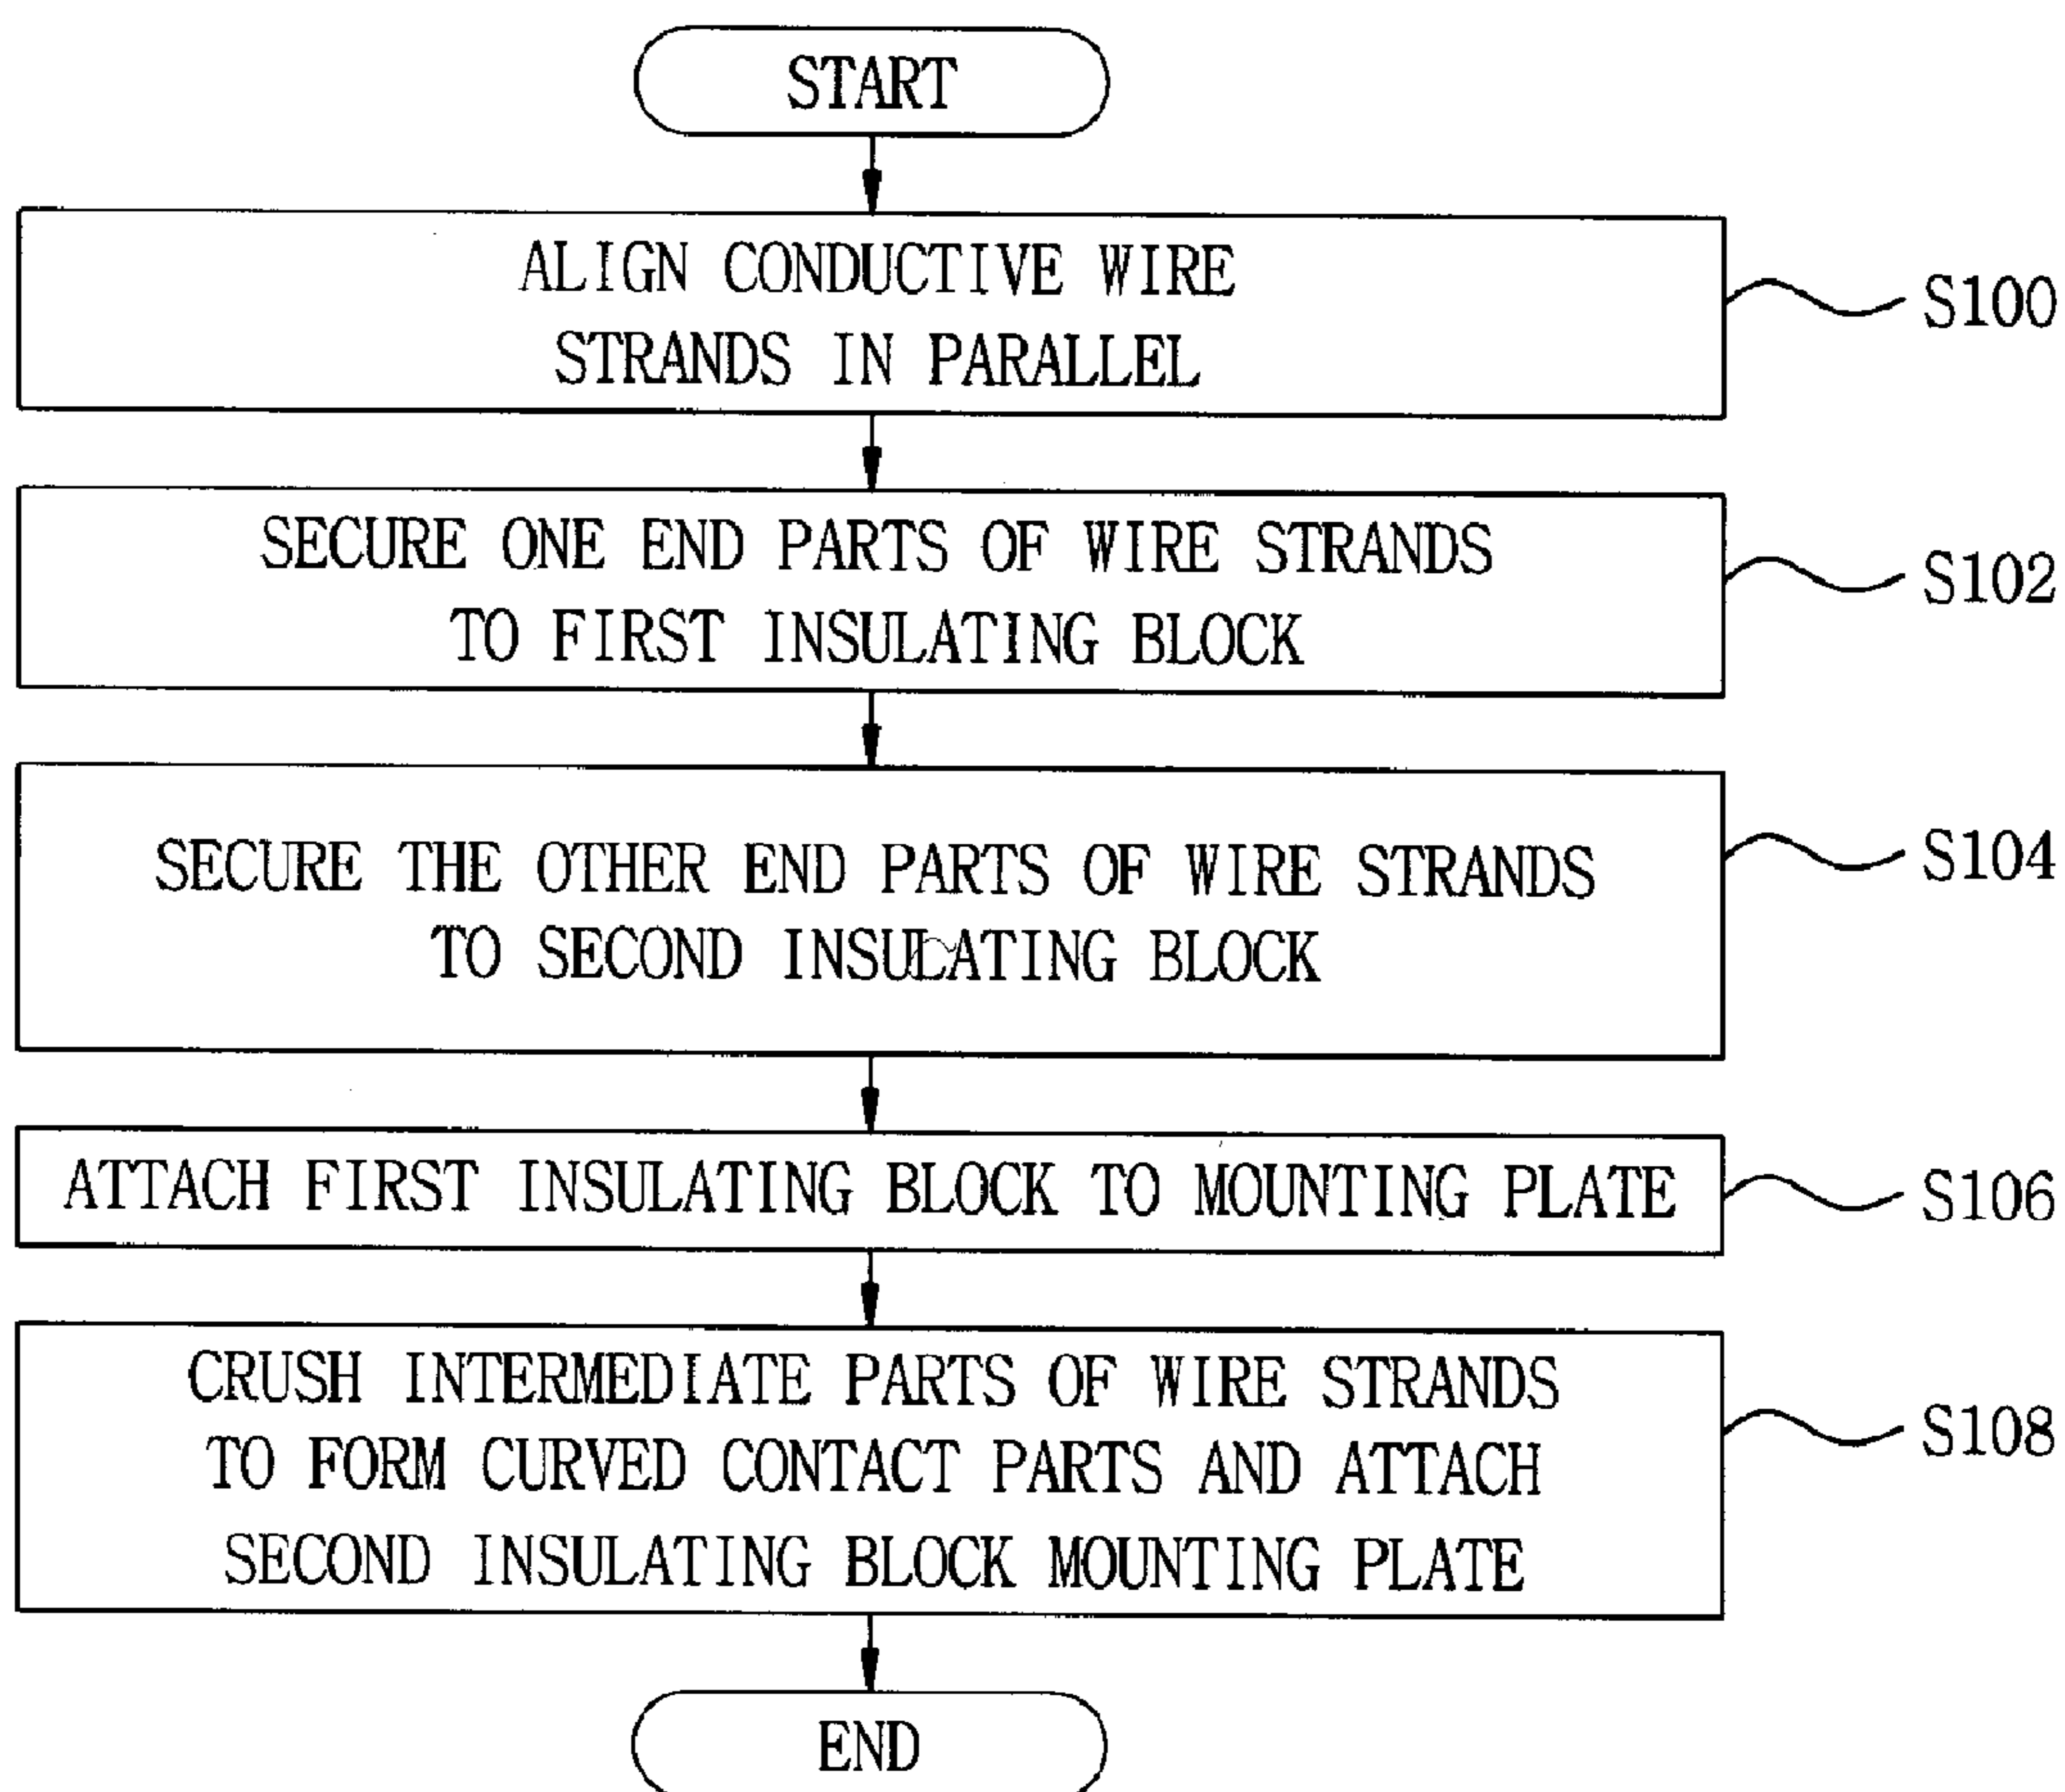 START
ALIGN CONDUCTIVE WIRE
STRANDS IN PARALLEL
S100
SECURE ONE END PARTS OF WIRE STRANDS
TO FIRST INSULATING BLOCK
S102
SECURE THE OTHER END PARTS OF WIRE STRANDS
TO SECOND INSULATING BLOCK
S104
ATTACH FIRST INSULATING BLOCK TO MOUNTING PLATE
S106
CRUSH INTERMEDIATE PARTS OF WIRE STRANDS
TO FORM CURVED CONTACT PARTS AND ATTACH
SECOND INSULATING BLOCK MOUNTING PLATE
S108
END